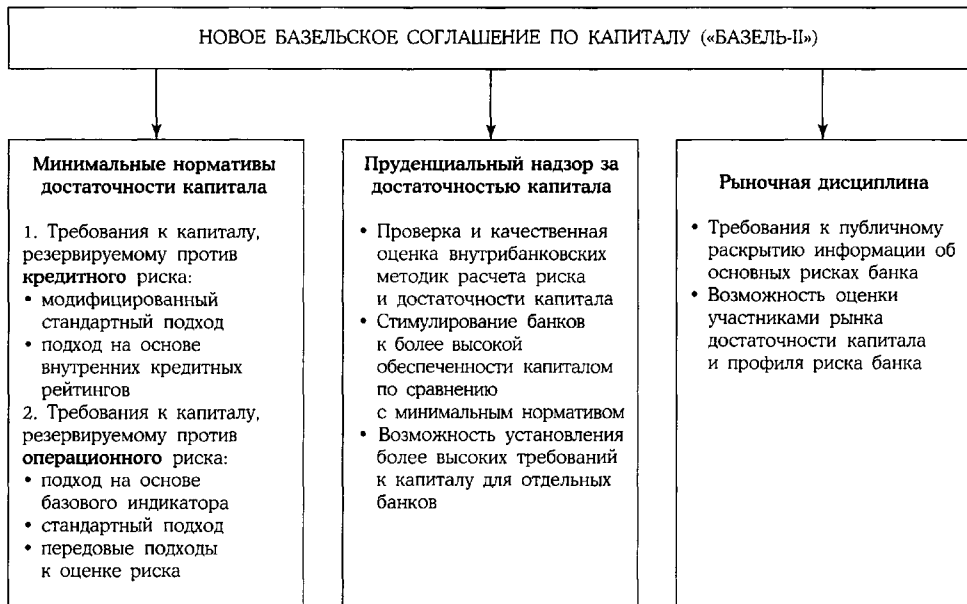 НОВОЕ БАЗЕЛЬСКОЕ СОГЛАШЕНИЕ ПО КАПИТАЛУ («БАЗЕЛЬ-II»)
Минимальные нормативы
достаточности капитала
1. Требования к капиталу,
резервируемому против
кредитного риска:
• модифицированный
стандартный подход
• подход на основе
внутренних кредитных
рейтингов
2. Требования к капиталу,
резервируемому против
операционного риска:
• подход на основе
базового индикатора
• стандартный подход
• передовые подходы
к оценке риска
Пруденциальный надзор за
достаточностью капитала
• Проверка и качественная
оценка внутрибанковских
методик расчета риска
и достаточности капитала
• Стимулирование банков
к более высокой
обеспеченности капиталом
по сравнению
с минимальным нормативом
• Возможность установления
более высоких требований
к капиталу для отдельных
банков
Рыночная дисциплина
• Требования к публичному
раскрытию информации об
основных рисках банка
• Возможность оценки
участниками рынка
достаточности капитала
и профиля риска банка